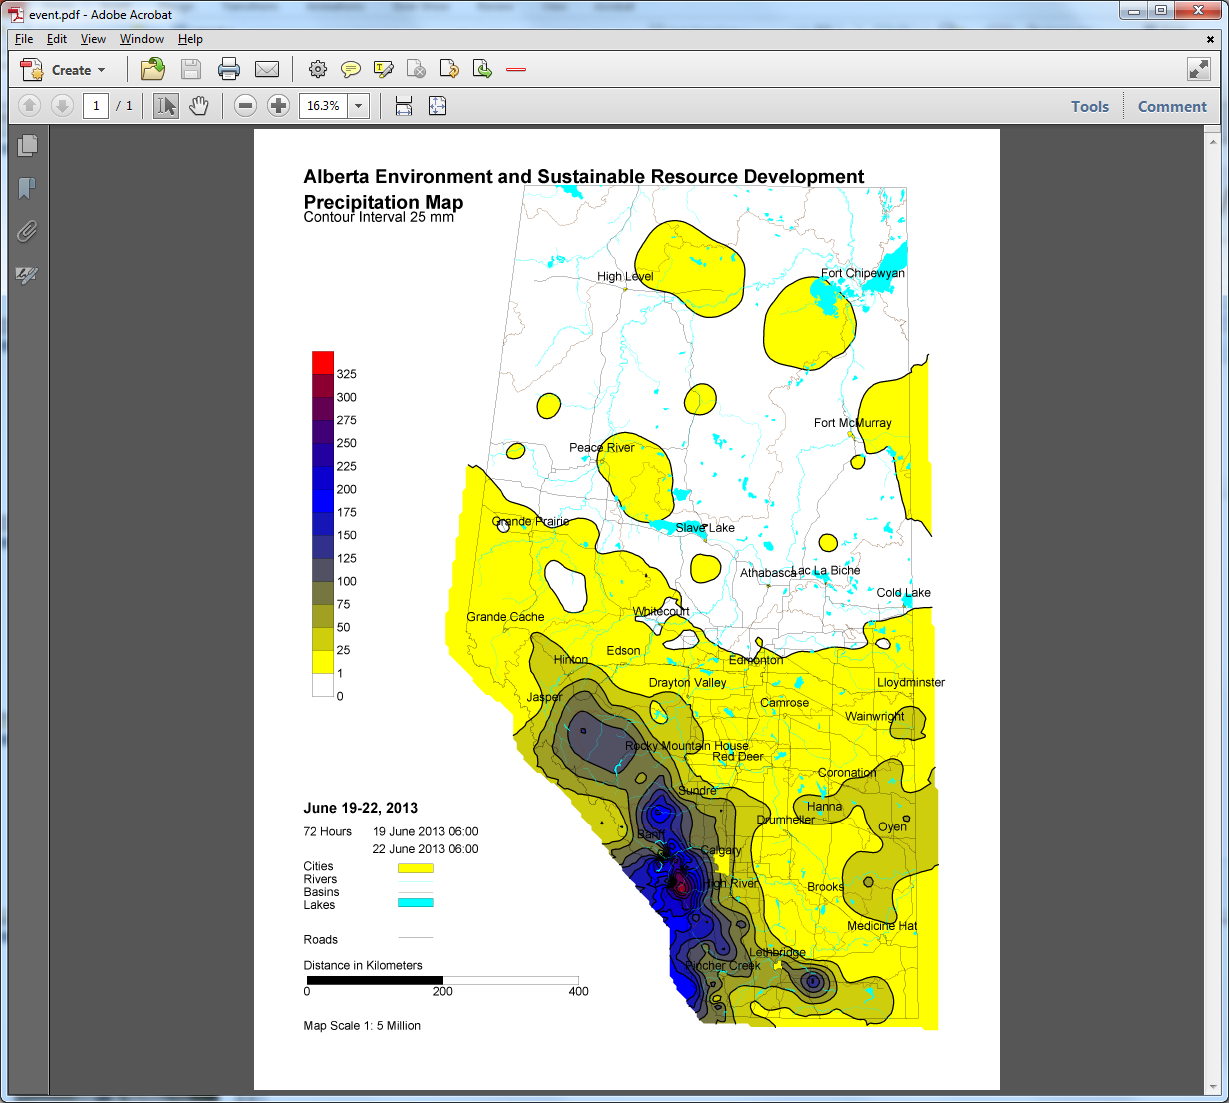 event.pdf - Adobe Acrobat
File Edit View Window Help
Create
1 / 1
16.3%
Tools Comment
Alberta Environment and Sustainable Resource Development
Precipitation Map
Contour Interval 25 mm
High Level
Fort Chipewyan
325
300
275
250
225
200
175
150
125
100
75
50
25
1
0
Fort McMurray
Peace River
Grande Prairie
Slave Lake
Athabasca
Lac La Biche
Cold Lake
Whitecourt
Grande Cache
Edson
Hinton
Edmonton
Drayton Valley
Lloydminster
Jasper
Camrose
Wainwright
Rocky Mountain House
Red Deer
Coronation
Sundre
Hanna
Drumheller
Oyen
Banff
Calgary
High River
Brooks
Medicine Hat
Lethbridge
Pincher Creek
June 19-22, 2013
72 Hours 19 June 2013 06:00
22 June 2013 06:00
Cities
Rivers
Basins
Lakes
Roads
Distance in Kilometers
0 200 400
Map Scale 1: 5 Million